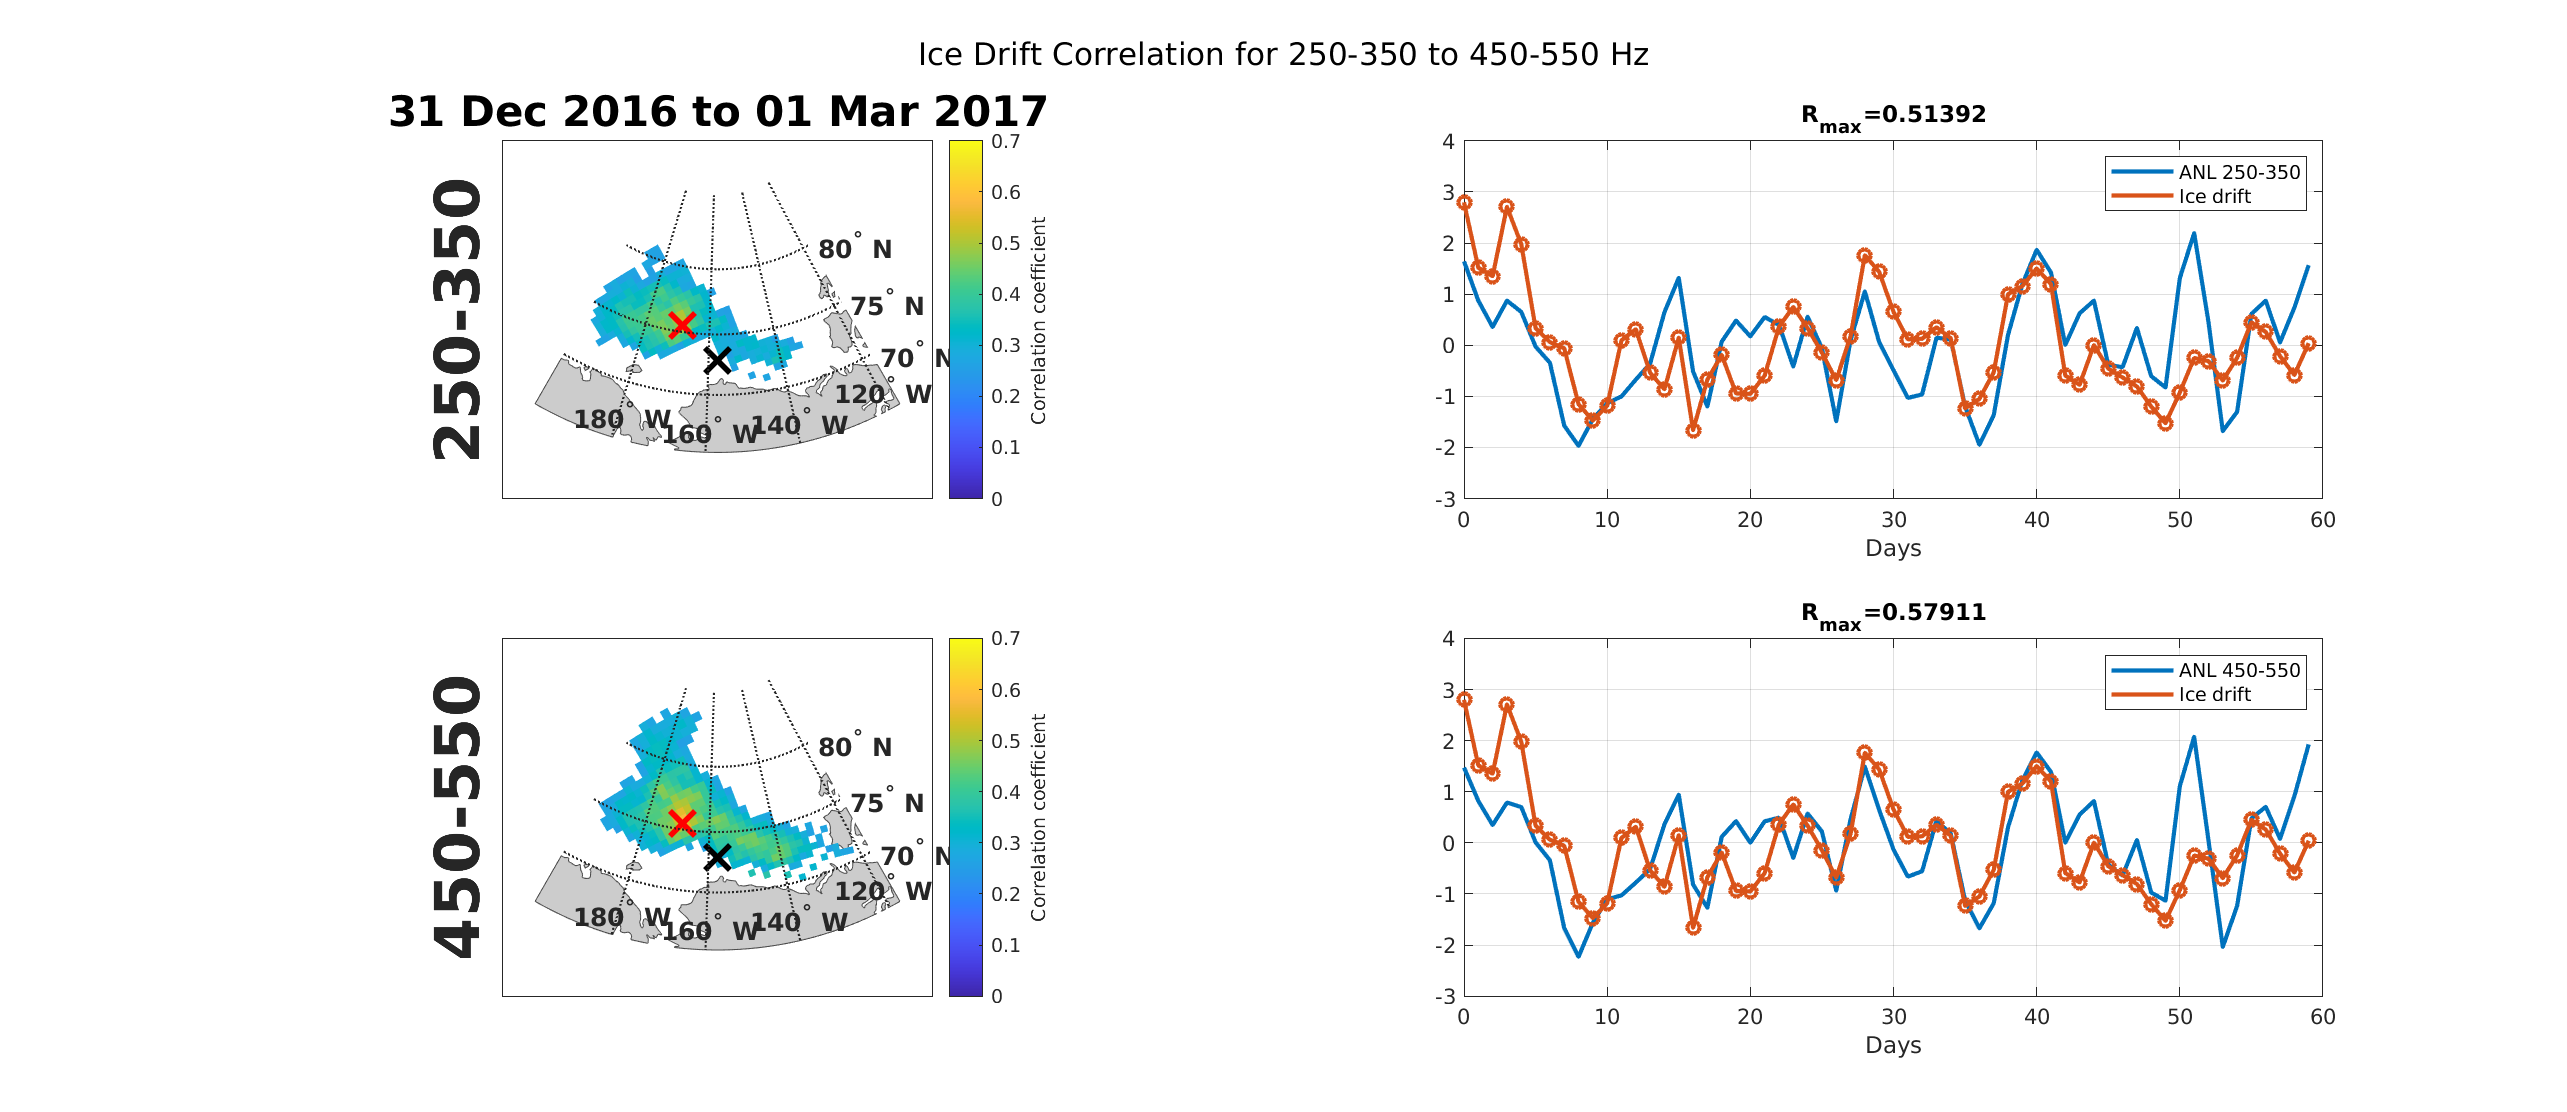 Ice Drift Correlation for 250-350 to 450-550 Hz
31 Dec 2016 to 01 Mar 2017
250-350
80° N
75° N
70° N
120° W
180° W
160° W
140° W
0.7
0.6
0.5
0.4
0.3
0.2
0.1
0
Correlation coefficient
Rmax=0.51392
4
3
2
1
0
-1
-2
-3
0 10 20 30 40 50 60
Days
ANL 250-350
Ice drift
450-550
80° N
75° N
70° N
120° W
180° W
160° W
140° W
0.7
0.6
0.5
0.4
0.3
0.2
0.1
0
Correlation coefficient
Rmax=0.57911
4
3
2
1
0
-1
-2
-3
0 10 20 30 40 50 60
Days
ANL 450-550
Ice drift